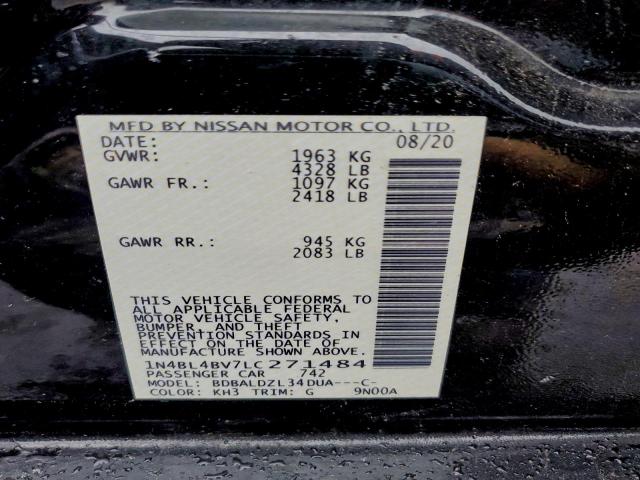 MFD BY NISSAN MOTOR CO., LTD.
DATE: 08/20
GVWR: 1963 KG
4328 LB
GAWR FR.: 1097 KG
2418 LB
GAWR RR.: 945 KG
2083 LB
THIS VEHICLE CONFORMS TO
ALL APPLICABLE FEDERAL
MOTOR VEHICLE SAFETY,
BUMPER, AND THEFT
PREVENTION STANDARDS IN
EFFECT ON THE DATE OF
MANUFACTURE SHOWN ABOVE.
1N4BL4BV7LC271484
PASSENGER CAR 742
MODEL: BDBALDZL34DUA---C-
COLOR: KH3 TRIM: G 9N00A